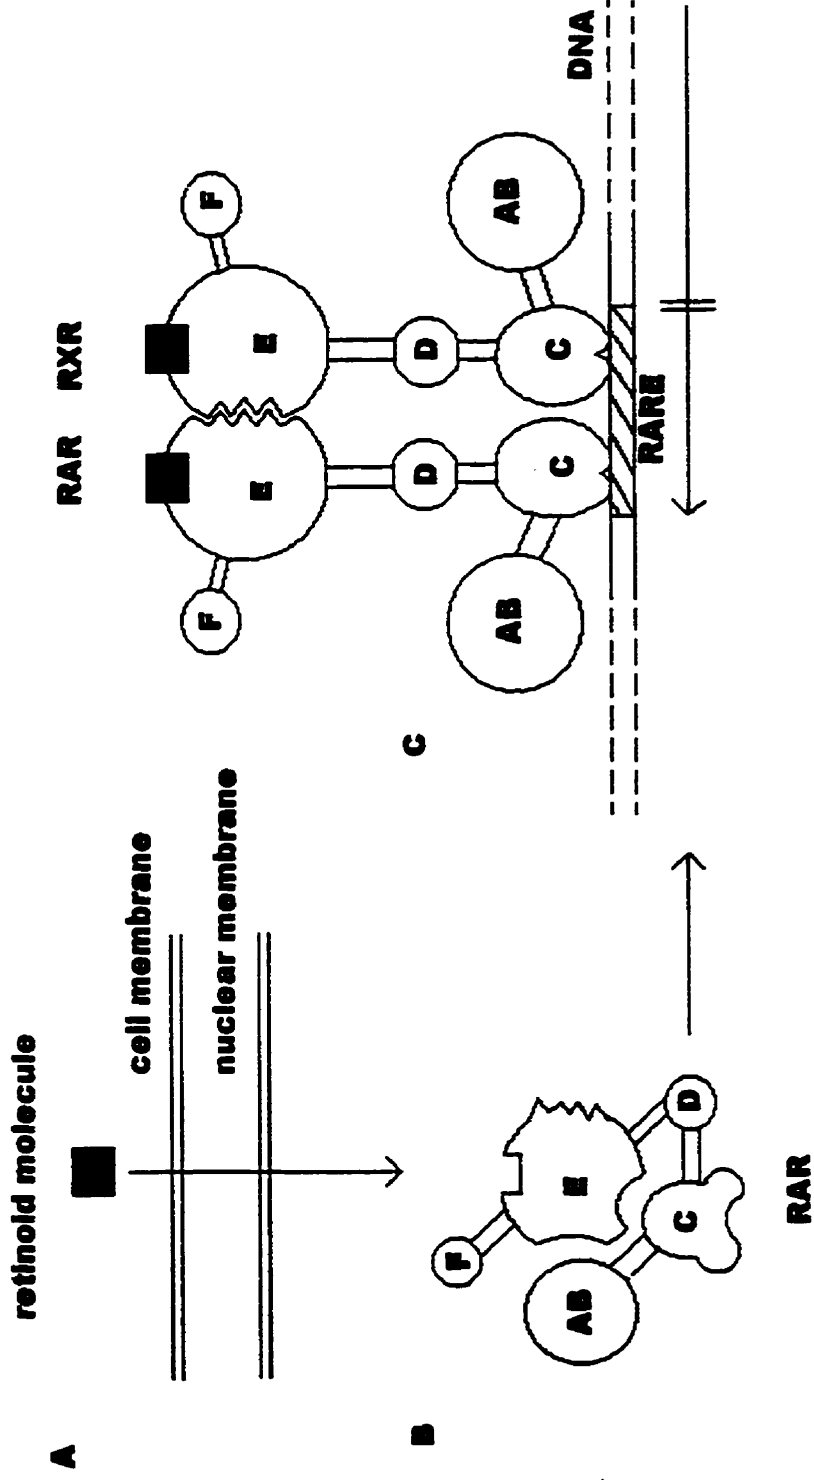 A
retinoid molecule
cell membrane
nuclear membrane
B
F
E
AB
C
D
RAR
C
RAR RXR
F
E
E
F
D
D
AB
C
C
AB
RARE
DNA